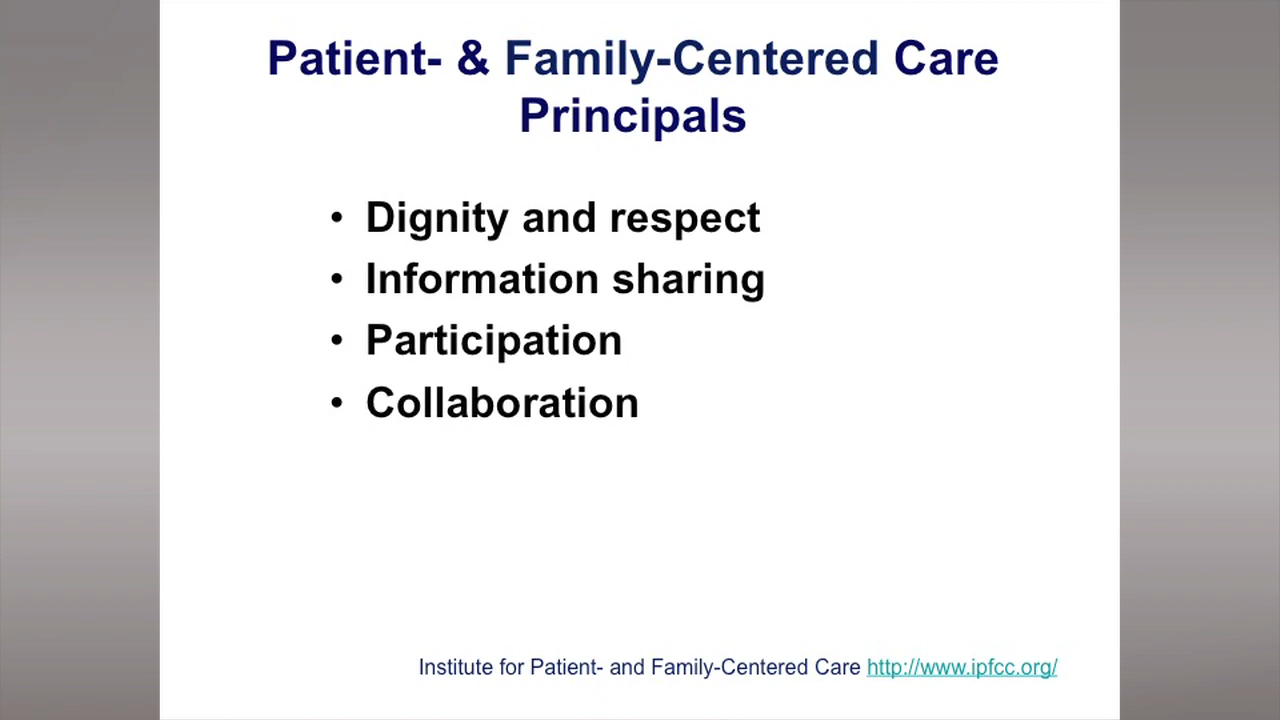 Patient- & Family-Centered Care
Principals
• Dignity and respect
• Information sharing
• Participation
• Collaboration
Institute for Patient- and Family-Centered Care http://www.ipfcc.org/